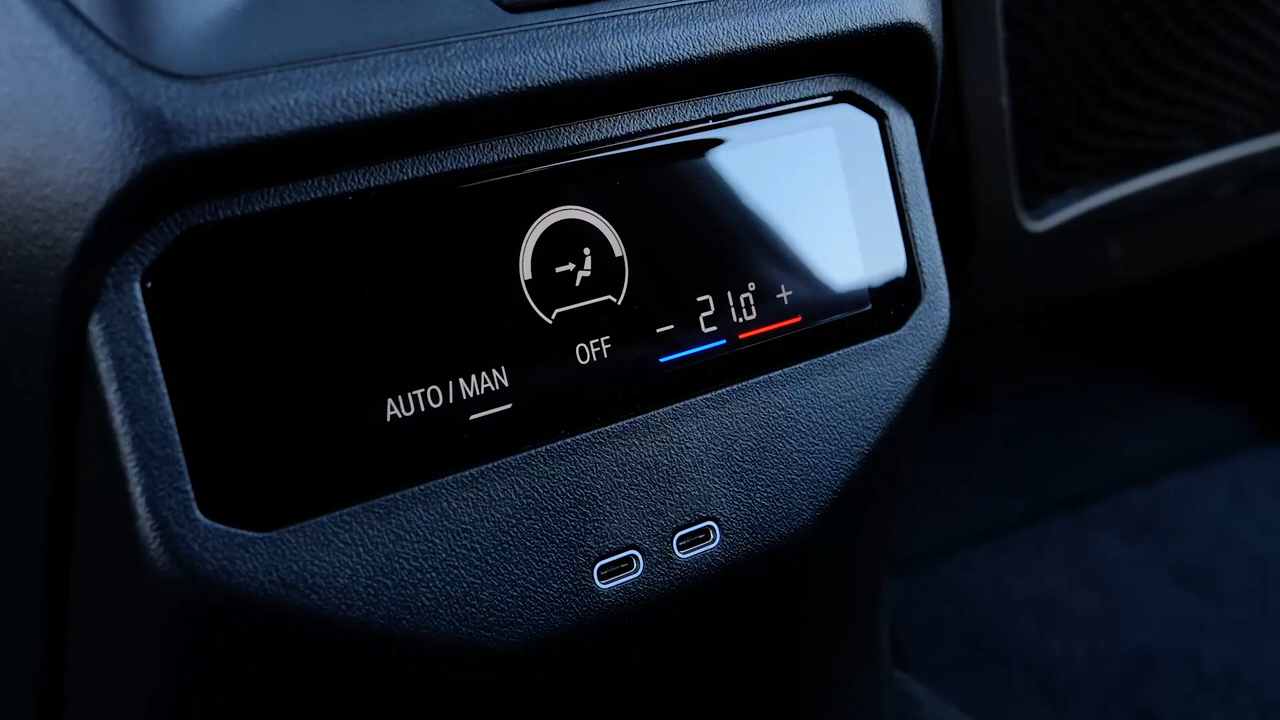 − 21.0° +
OFF
AUTO / MAN